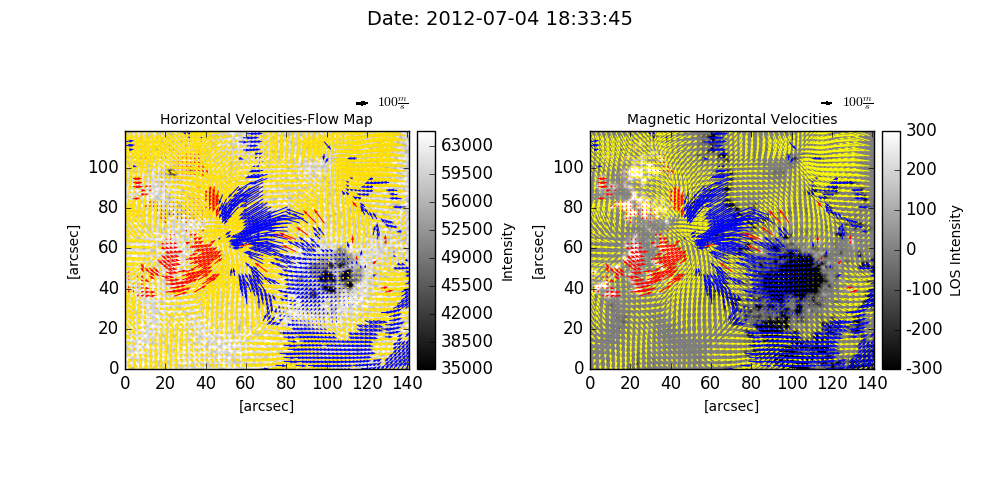 Date: 2012-07-04 18:33:45
100 m/s
Horizontal Velocities-Flow Map
100
80
60
40
20
0
0 20 40 60 80 100 120 140
[arcsec]
[arcsec]
63000
59500
56000
52500
49000
45500
42000
38500
35000
Intensity
100 m/s
Magnetic Horizontal Velocities
100
80
60
40
20
0
0 20 40 60 80 100 120 140
[arcsec]
[arcsec]
300
200
100
0
-100
-200
-300
LOS Intensity